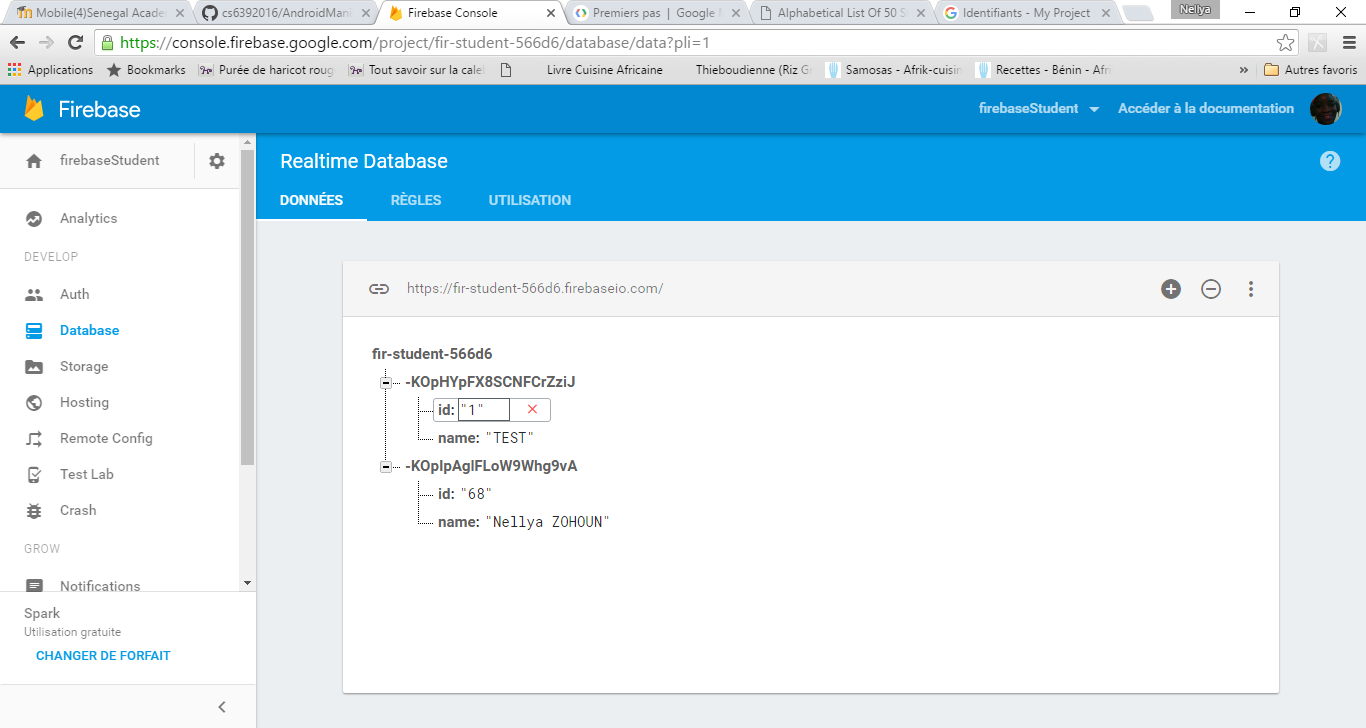 Mobile(4)Senegal Acade
cs6392016/AndroidMani
Firebase Console
Premiers pas | Google
Alphabetical List Of 50 S
Identifiants - My Project
Nellya
https://console.firebase.google.com/project/fir-student-566d6/database/data?pli=1
Applications
Bookmarks
Purée de haricot roug
Tout savoir sur la cale
Livre Cuisine Africaine
Thieboudienne (Riz G
Samosas - Afrik-cuisin
Recettes - Bénin - Afri
»
Autres favoris
Firebase
firebaseStudent
Accéder à la documentation
firebaseStudent
Realtime Database
?
DONNÉES
RÈGLES
UTILISATION
Analytics
DEVELOP
Auth
Database
Storage
Hosting
Remote Config
Test Lab
Crash
GROW
Notifications
Spark
Utilisation gratuite
CHANGER DE FORFAIT
https://fir-student-566d6.firebaseio.com/
fir-student-566d6
-KOpHYpFX8SCNFCrZziJ
id: "1"
name: "TEST"
-KOpIpAglFLoW9Whg9vA
id: "68"
name: "Nellya ZOHOUN"